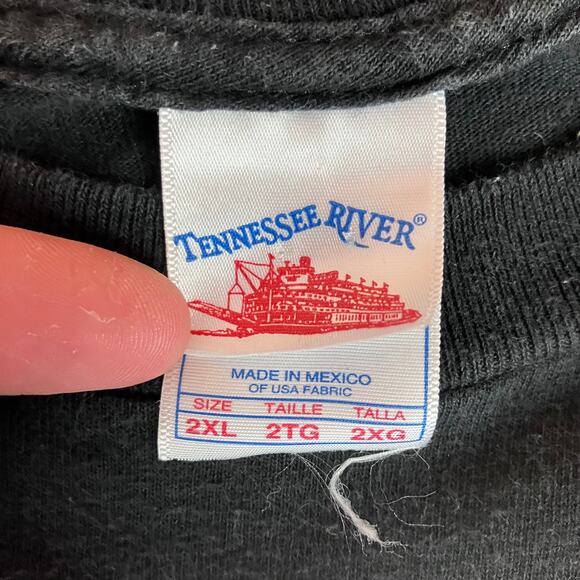 TENNESSEE RIVER®
MADE IN MEXICO
OF USA FABRIC
SIZE TAILLE TALLA
2XL 2TG 2XG